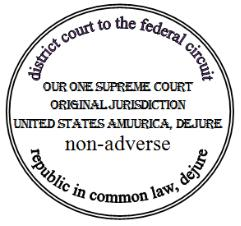 district court to the federal circuit
OUR ONE SUPREME COURT
ORIGINAL JURISDICTION
UNITED STATES AMUURICA, DEJURE
non-adverse
republic in common law, dejure